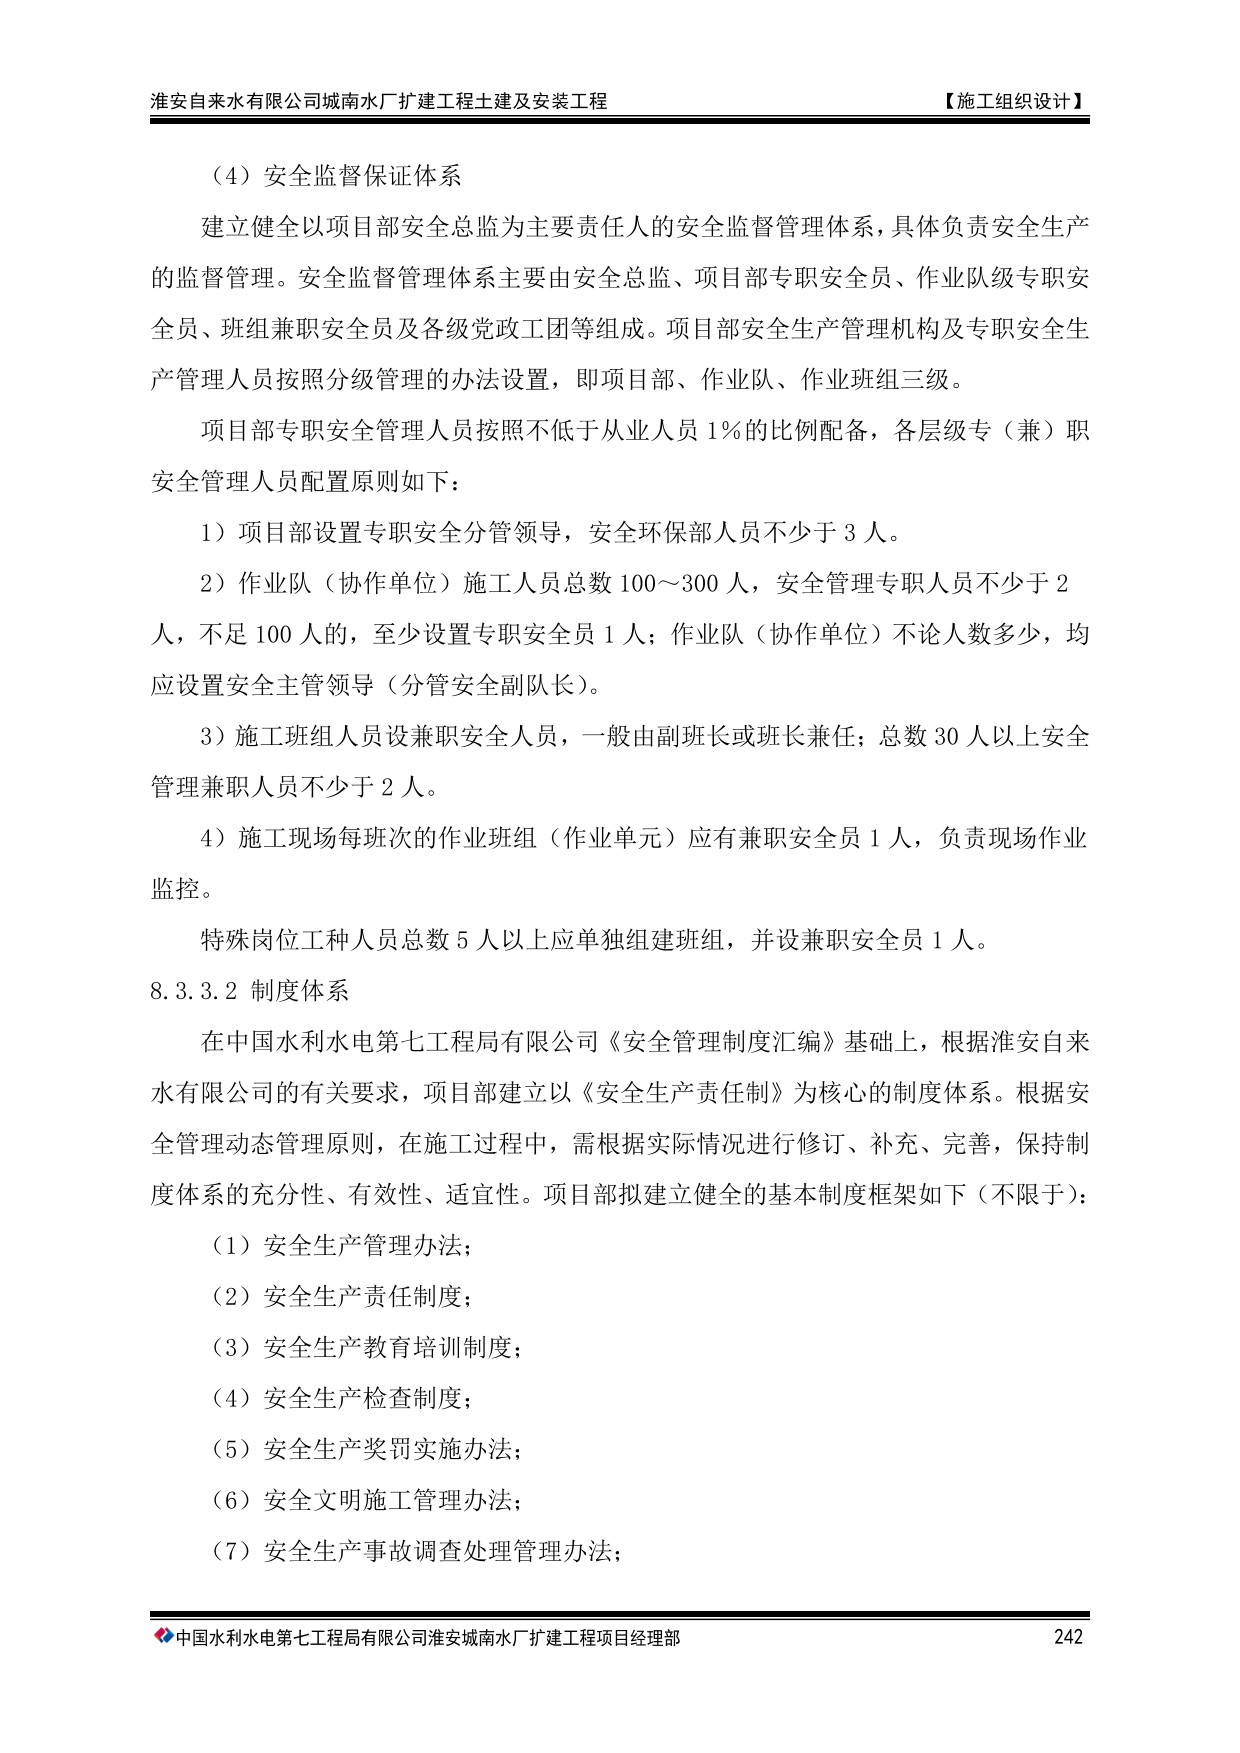 淮安自来水有限公司城南水厂扩建工程土建及安装工程 【施工组织设计】
（4）安全监督保证体系
建立健全以项目部安全总监为主要责任人的安全监督管理体系，具体负责安全生产
的监督管理。安全监督管理体系主要由安全总监、项目部专职安全员、作业队级专职安
全员、班组兼职安全员及各级党政工团等组成。项目部安全生产管理机构及专职安全生
产管理人员按照分级管理的办法设置，即项目部、作业队、作业班组三级。
项目部专职安全管理人员按照不低于从业人员 1%的比例配备，各层级专（兼）职
安全管理人员配置原则如下：
1）项目部设置专职安全分管领导，安全环保部人员不少于 3 人。
2）作业队（协作单位）施工人员总数 100～300 人，安全管理专职人员不少于 2
人，不足 100 人的，至少设置专职安全员 1 人；作业队（协作单位）不论人数多少，均
应设置安全主管领导（分管安全副队长）。
3）施工班组人员设兼职安全人员，一般由副班长或班长兼任；总数 30 人以上安全
管理兼职人员不少于 2 人。
4）施工现场每班次的作业班组（作业单元）应有兼职安全员 1 人，负责现场作业
监控。
特殊岗位工种人员总数 5 人以上应单独组建班组，并设兼职安全员 1 人。
8.3.3.2 制度体系
在中国水利水电第七工程局有限公司《安全管理制度汇编》基础上，根据淮安自来
水有限公司的有关要求，项目部建立以《安全生产责任制》为核心的制度体系。根据安
全管理动态管理原则，在施工过程中，需根据实际情况进行修订、补充、完善，保持制
度体系的充分性、有效性、适宜性。项目部拟建立健全的基本制度框架如下（不限于）：
（1）安全生产管理办法；
（2）安全生产责任制度；
（3）安全生产教育培训制度；
（4）安全生产检查制度；
（5）安全生产奖罚实施办法；
（6）安全文明施工管理办法；
（7）安全生产事故调查处理管理办法；
中国水利水电第七工程局有限公司淮安城南水厂扩建工程项目经理部 242